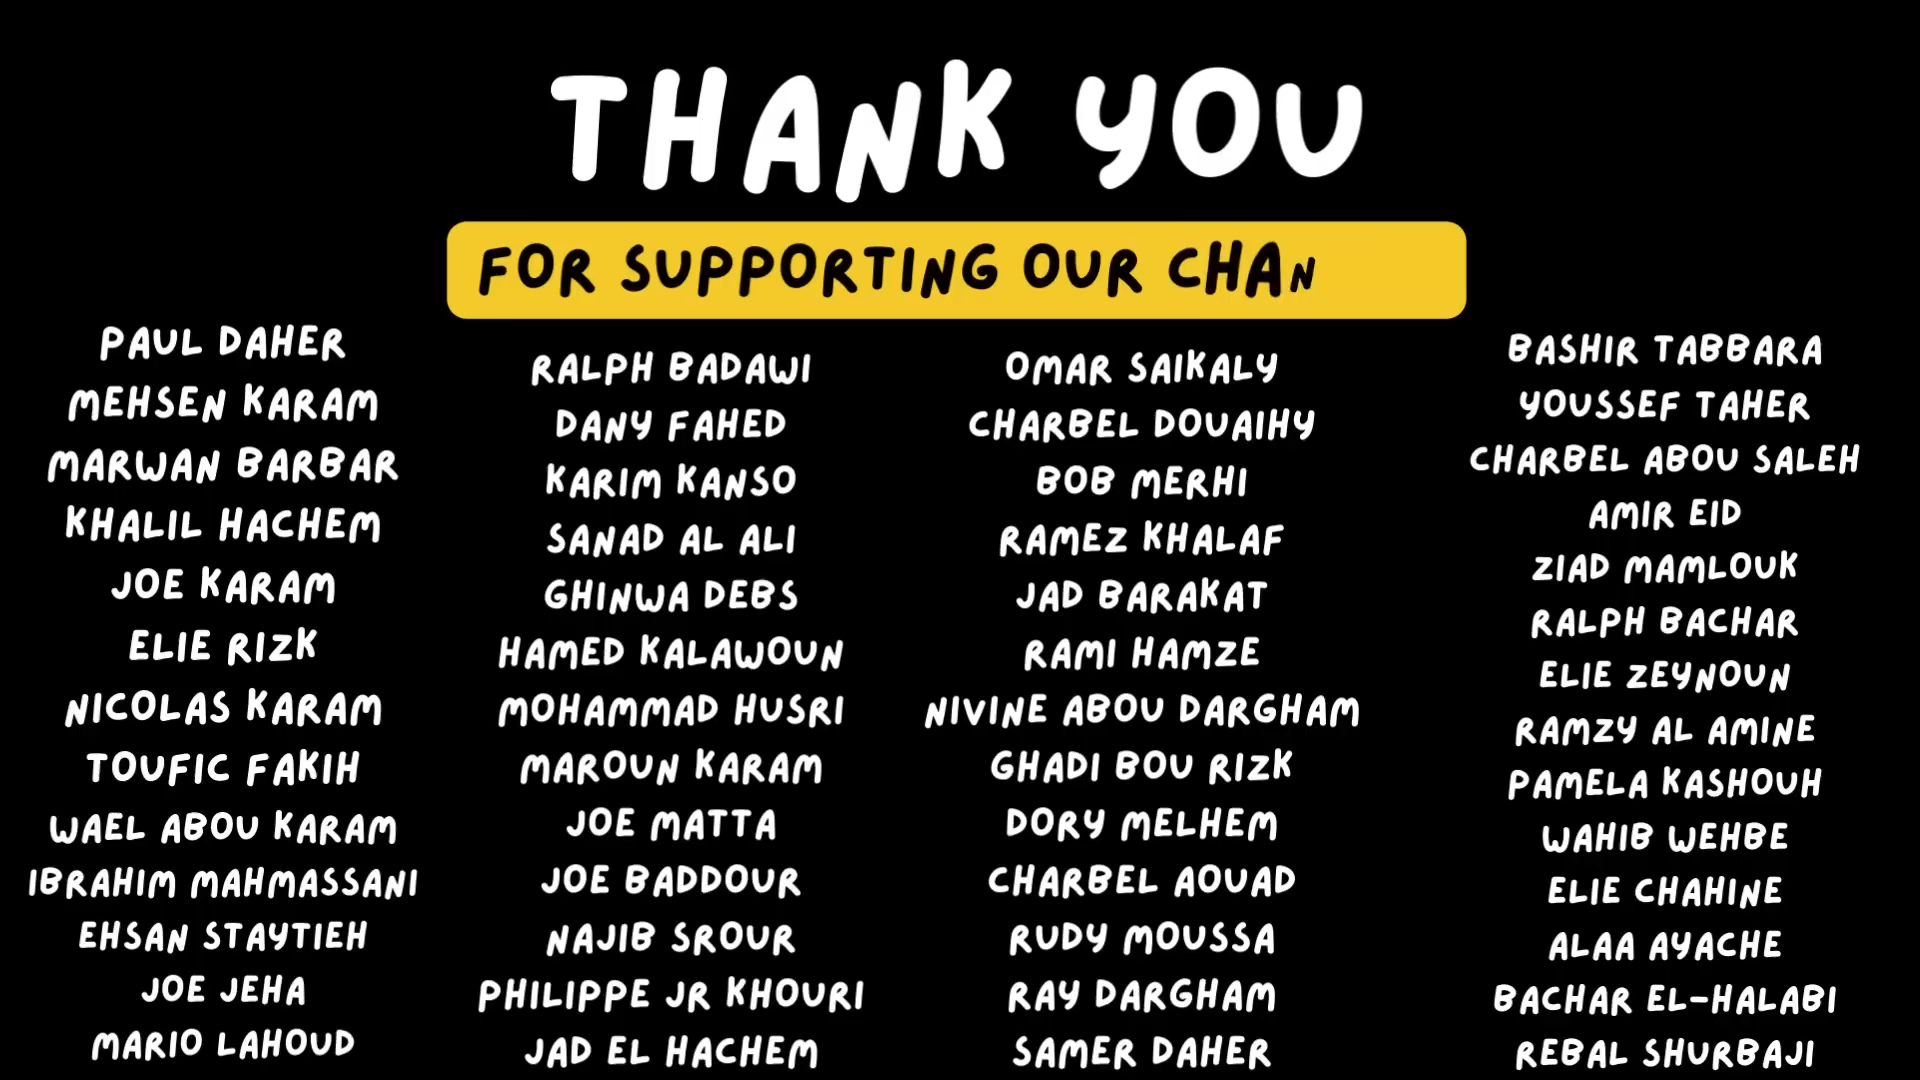 THANK YOU
FOR SUPPORTING OUR CHAN
PAUL DAHER
MEHSEN KARAM
MARWAN BARBAR
KHALIL HACHEM
JOE KARAM
ELIE RIZK
NICOLAS KARAM
TOUFIC FAKIH
WAEL ABOU KARAM
IBRAHIM MAHMASSANI
EHSAN STAYTIEH
JOE JEHA
MARIO LAHOUD
RALPH BADAWI
DANY FAHED
KARIM KANSO
SANAD AL ALI
GHINWA DEBS
HAMED KALAWOUN
MOHAMMAD HUSRI
MAROUN KARAM
JOE MATTA
JOE BADDOUR
NAJIB SROUR
PHILIPPE JR KHOURI
JAD EL HACHEM
OMAR SAIKALY
CHARBEL DOUAIHY
BOB MERHI
RAMEZ KHALAF
JAD BARAKAT
RAMI HAMZE
NIVINE ABOU DARGHAM
GHADI BOU RIZK
DORY MELHEM
CHARBEL AOUAD
RUDY MOUSSA
RAY DARGHAM
SAMER DAHER
BASHIR TABBARA
YOUSSEF TAHER
CHARBEL ABOU SALEH
AMIR EID
ZIAD MAMLOUK
RALPH BACHAR
ELIE ZEYNOUN
RAMZY AL AMINE
PAMELA KASHOUH
WAHIB WEHBE
ELIE CHAHINE
ALAA AYACHE
BACHAR EL-HALABI
REBAL SHURBAJI